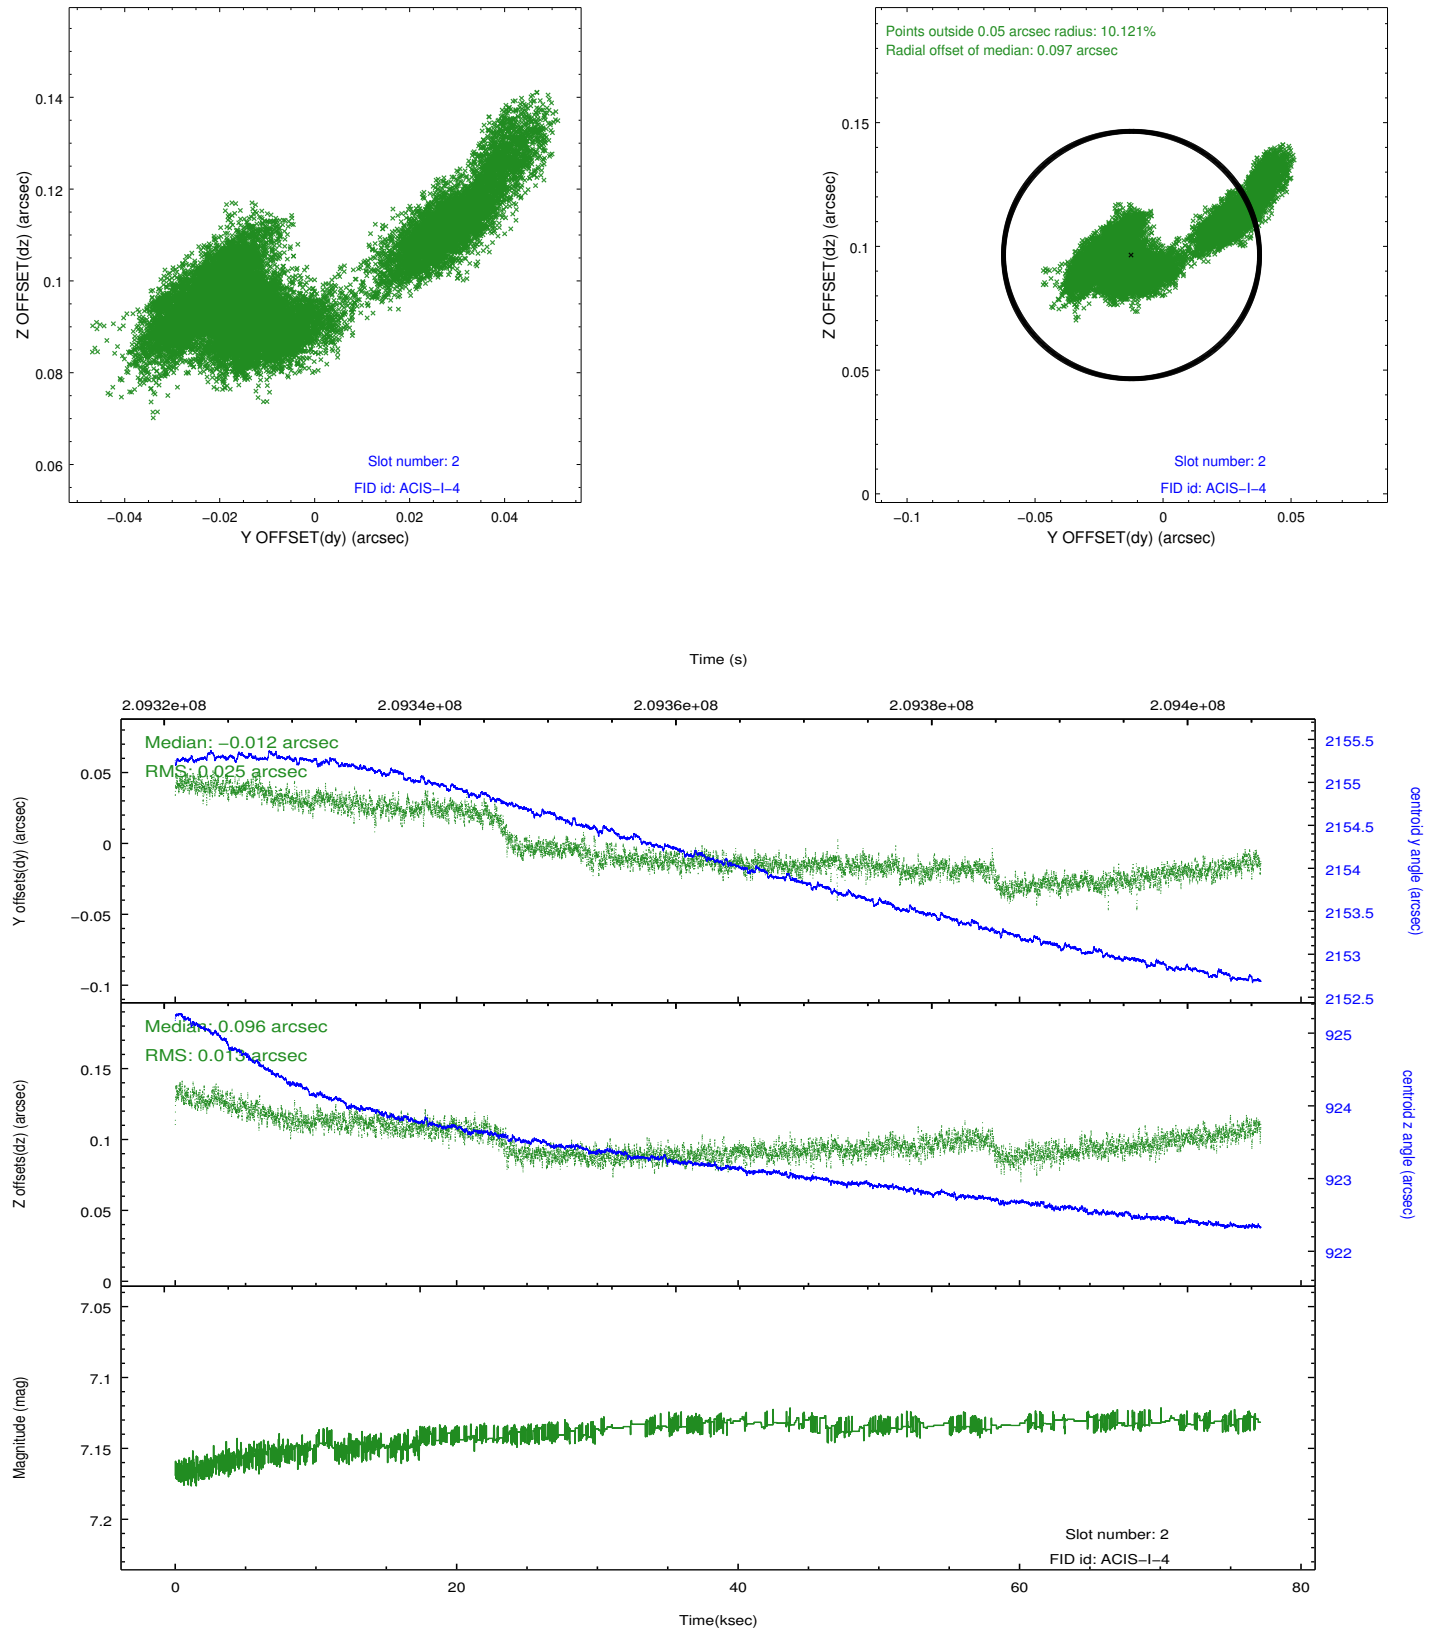 0.14
0.12
0.1
0.08
0.06
Z OFFSET(dz) (arcsec)
Slot number: 2
FID id: ACIS−I−4
−0.04 −0.02 0 0.02 0.04
Y OFFSET(dy) (arcsec)
Points outside 0.05 arcsec radius: 10.121%
Radial offset of median: 0.097 arcsec
0.15
0.1
0.05
0
Z OFFSET(dz) (arcsec)
Slot number: 2
FID id: ACIS−I−4
−0.1 −0.05 0 0.05
Y OFFSET(dy) (arcsec)
Time (s)
2.0932e+08 2.0934e+08 2.0936e+08 2.0938e+08 2.094e+08
Median: −0.012 arcsec
RMS: 0.025 arcsec
0.05
0
−0.05
−0.1
Y offsets(dy) (arcsec)
2155.5
2155
2154.5
2154
2153.5
2153
2152.5
centroid y angle (arcsec)
Median: 0.096 arcsec
RMS: 0.013 arcsec
0.15
0.1
0.05
0
Z offsets(dz) (arcsec)
925
924
923
922
centroid z angle (arcsec)
7.05
7.1
7.15
7.2
Magnitude (mag)
Slot number: 2
FID id: ACIS−I−4
0 20 40 60 80
Time(ksec)